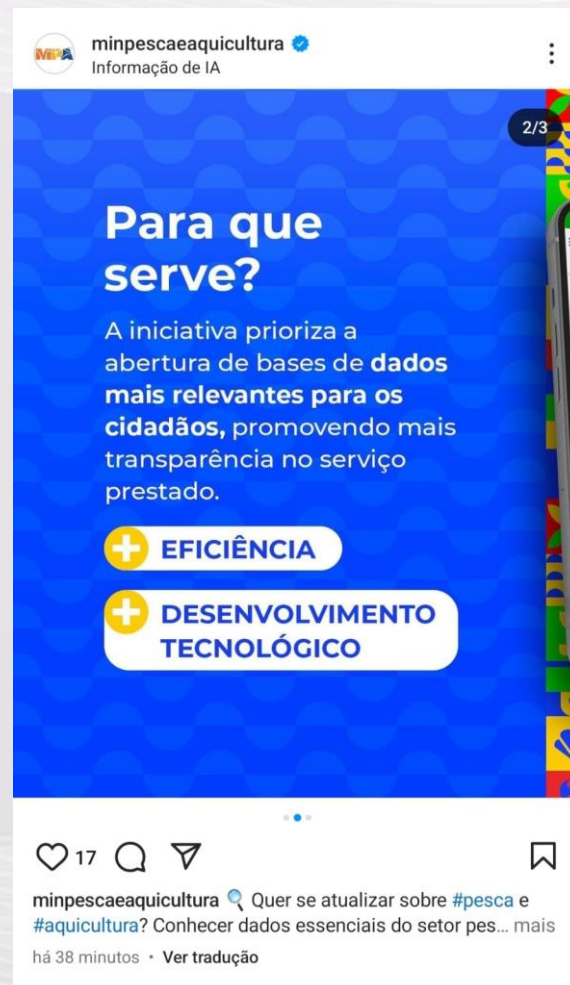 MPA
minpescaeaquicultura
Informação de IA
2/3
Para que
serve?
A iniciativa prioriza a
abertura de bases de dados
mais relevantes para os
cidadãos, promovendo mais
transparência no serviço
prestado.
EFICIÊNCIA
DESENVOLVIMENTO
TECNOLÓGICO
17
minpescaeaquicultura 🔍 Quer se atualizar sobre #pesca e
#aquicultura? Conhecer dados essenciais do setor pes... mais
há 38 minutos • Ver tradução